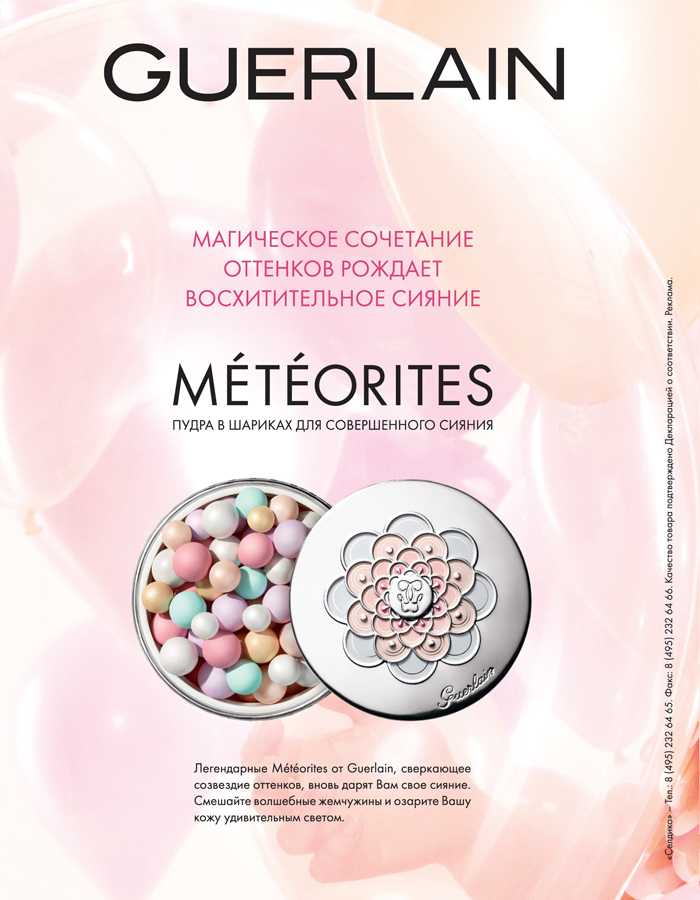 GUERLAIN
МАГИЧЕСКОЕ СОЧЕТАНИЕ
ОТТЕНКОВ РОЖДАЕТ
ВОСХИТИТЕЛЬНОЕ СИЯНИЕ
MÉTÉORITES
ПУДРА В ШАРИКАХ ДЛЯ СОВЕРШЕННОГО СИЯНИЯ
Guerlain
Легендарные Météorites от Guerlain, сверкающее
созвездие оттенков, вновь дарят Вам свое сияние.
Смешайте волшебные жемчужины и озарите Вашу
кожу удивительным светом.
«Селдико» – Тел.: 8 (495) 232 64 65. Факс: 8 (495) 232 64 66. Качество товара подтверждено Декларацией о соответствии. Реклама.